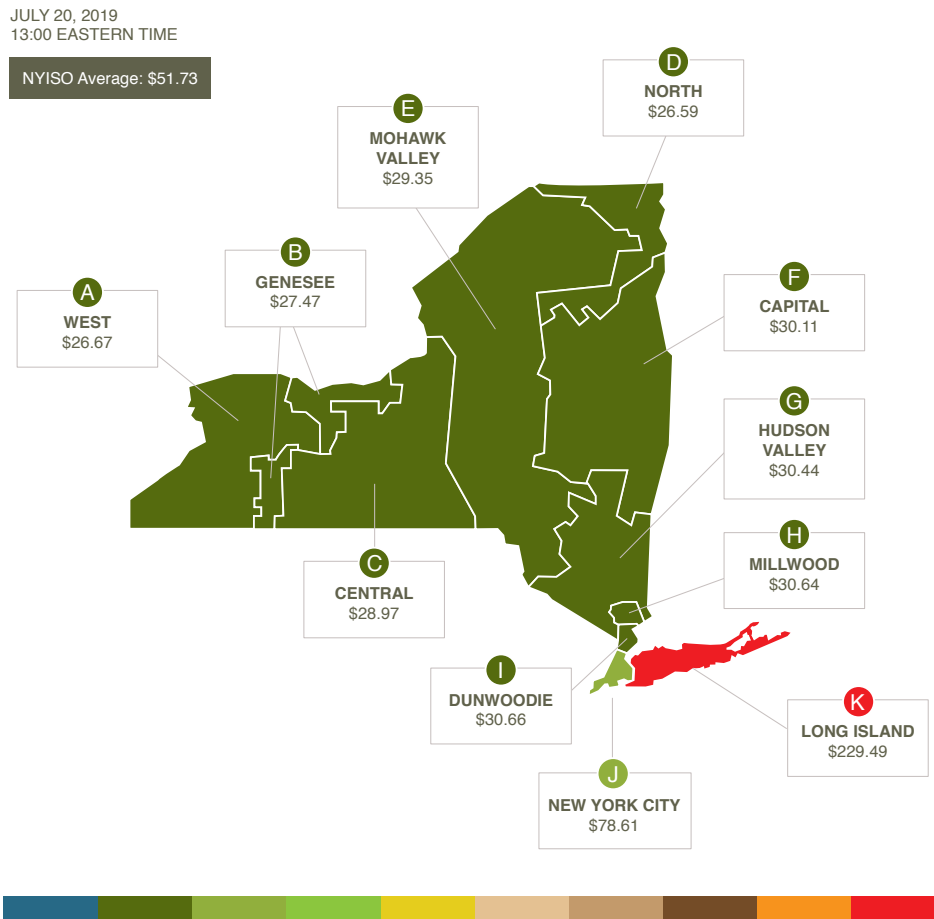 JULY 20, 2019
13:00 EASTERN TIME
NYISO Average: $51.73
D
NORTH
$26.59
E
MOHAWK
VALLEY
$29.35
B
GENESEE
$27.47
A
WEST
$26.67
F
CAPITAL
$30.11
G
HUDSON
VALLEY
$30.44
H
MILLWOOD
$30.64
C
CENTRAL
$28.97
I
DUNWOODIE
$30.66
K
LONG ISLAND
$229.49
J
NEW YORK CITY
$78.61